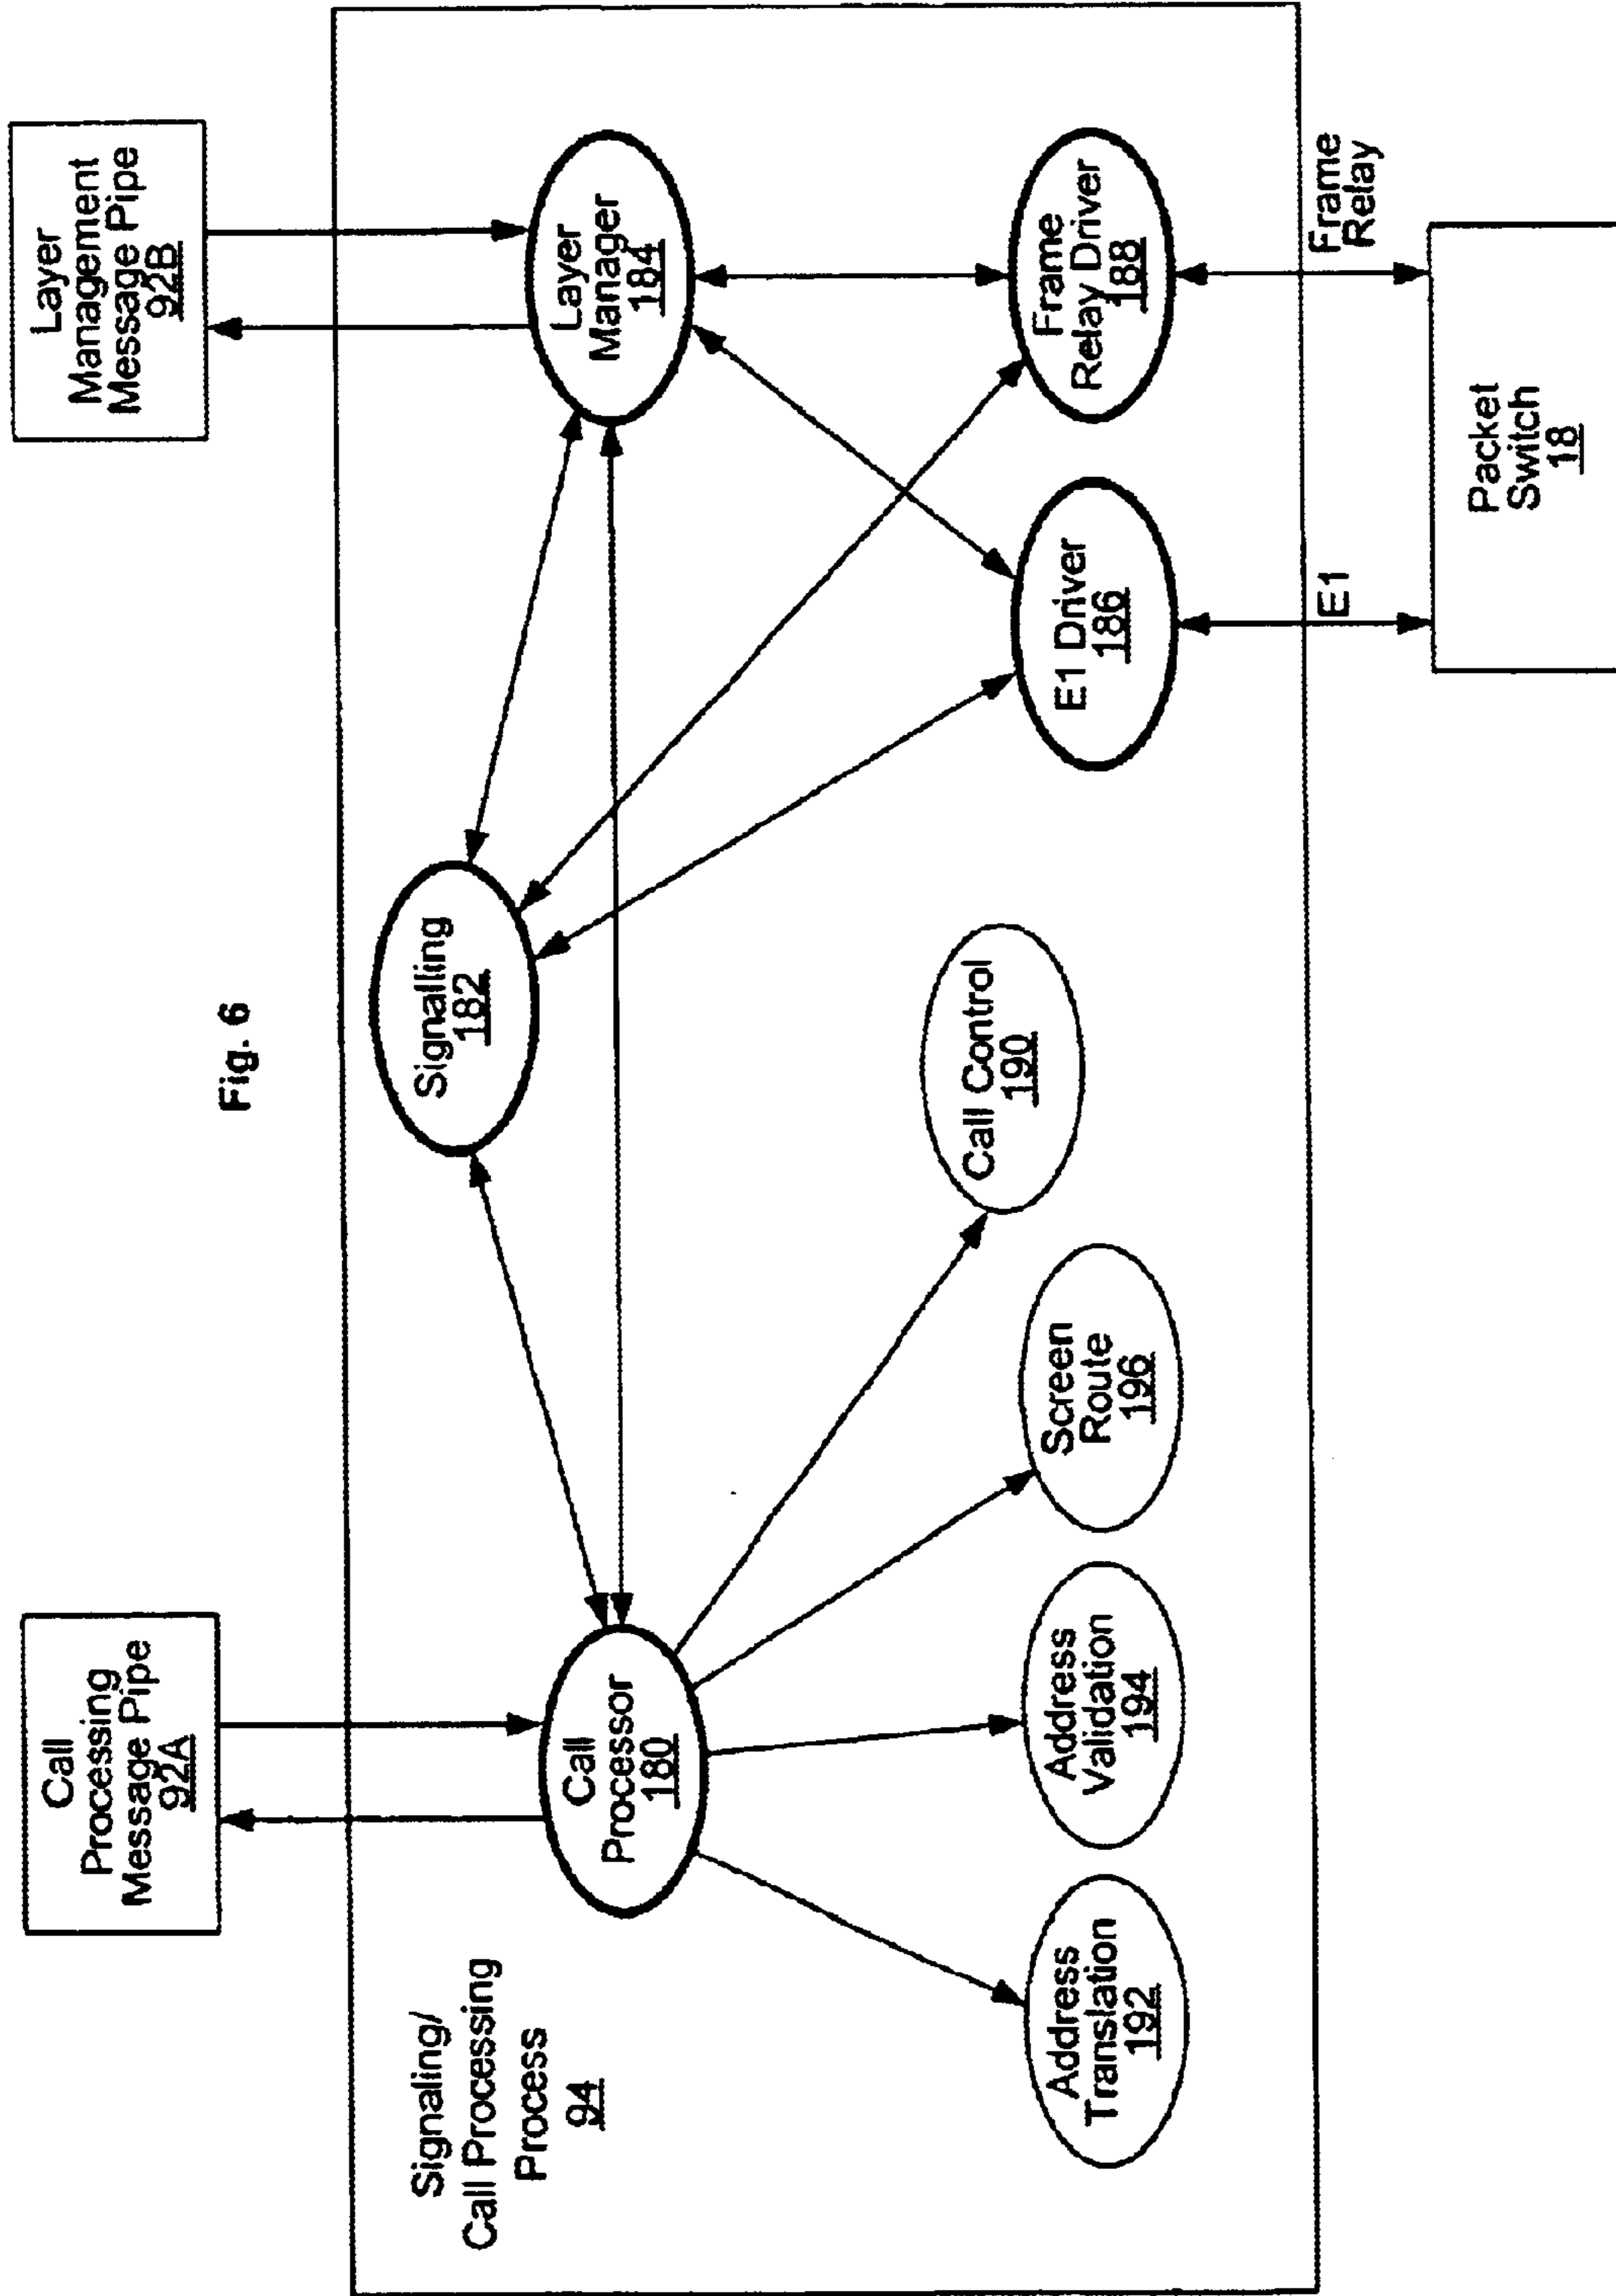 Fig. 6
Call
Processing
Message Pipe
92A
Layer
Management
Message Pipe
92B
Signaling/
Call Processing
Process
94
Signalling
182
Call
Processor
180
Layer
Manager
184
Call Control
190
Address
Translation
192
Address
Validation
194
Screen
Route
196
E1 Driver
186
Frame
Relay Driver
188
E1
Frame
Relay
Packet
Switch
18